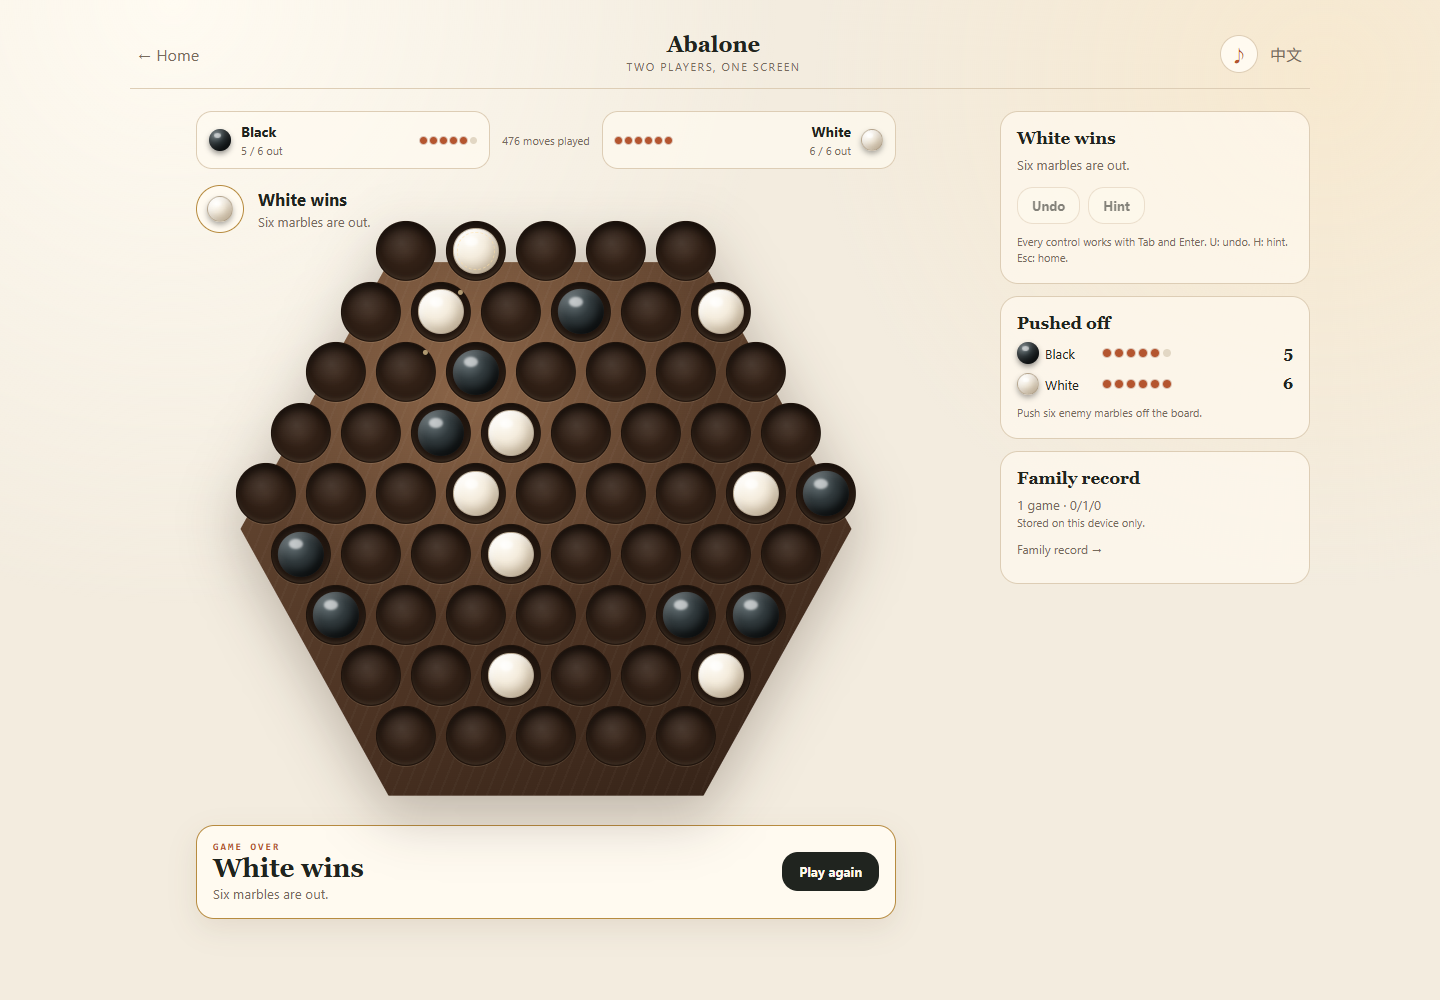 ← Home
Abalone
TWO PLAYERS, ONE SCREEN
♪
中文
Black
5 / 6 out
476 moves played
White
6 / 6 out
White wins
Six marbles are out.
White wins
Six marbles are out.
Undo
Hint
Every control works with Tab and Enter. U: undo. H: hint.
Esc: home.
Pushed off
Black
5
White
6
Push six enemy marbles off the board.
Family record
1 game · 0/1/0
Stored on this device only.
Family record →
GAME OVER
White wins
Six marbles are out.
Play again